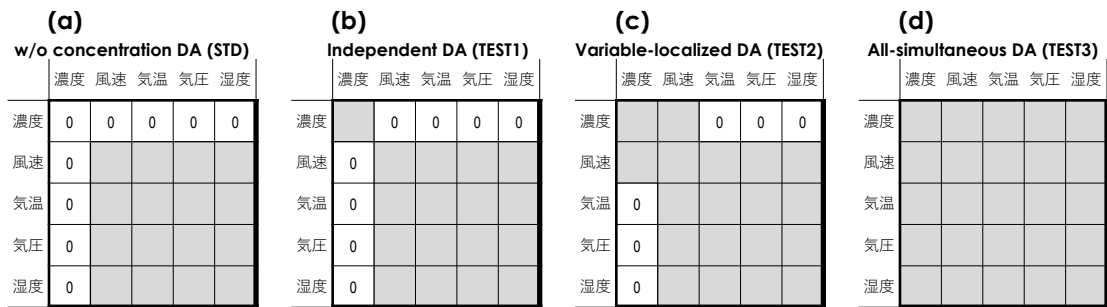 (a)
w/o concentration DA (STD)
濃度 風速 気温 気圧 湿度
濃度 0 0 0 0 0
風速 0
気温 0
気圧 0
湿度 0
(b)
Independent DA (TEST1)
濃度 風速 気温 気圧 湿度
濃度 0 0 0 0
風速 0
気温 0
気圧 0
湿度 0
(c)
Variable-localized DA (TEST2)
濃度 風速 気温 気圧 湿度
濃度 0 0 0
風速
気温 0
気圧 0
湿度 0
(d)
All-simultaneous DA (TEST3)
濃度 風速 気温 気圧 湿度
濃度
風速
気温
気圧
湿度